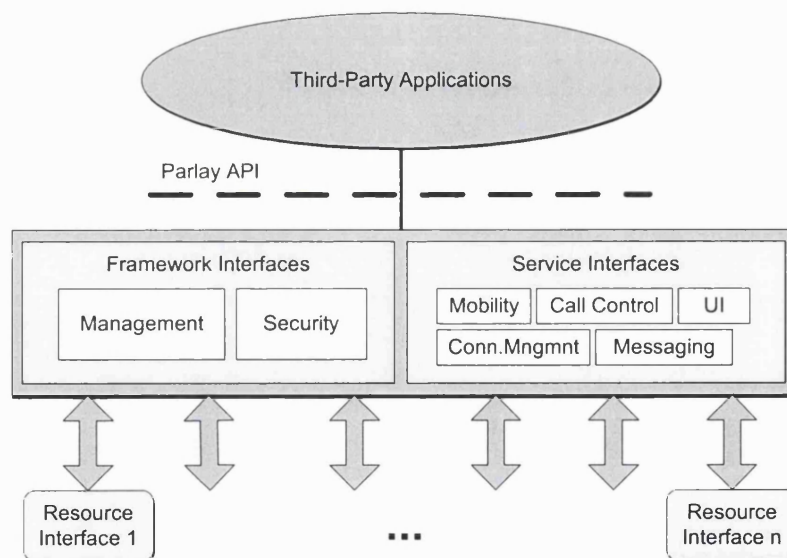 Third-Party Applications
Parlay API
Framework Interfaces
Service Interfaces
Management
Security
Mobility
Call Control
UI
Conn.Mngmnt
Messaging
Resource
Interface 1
...
Resource
Interface n